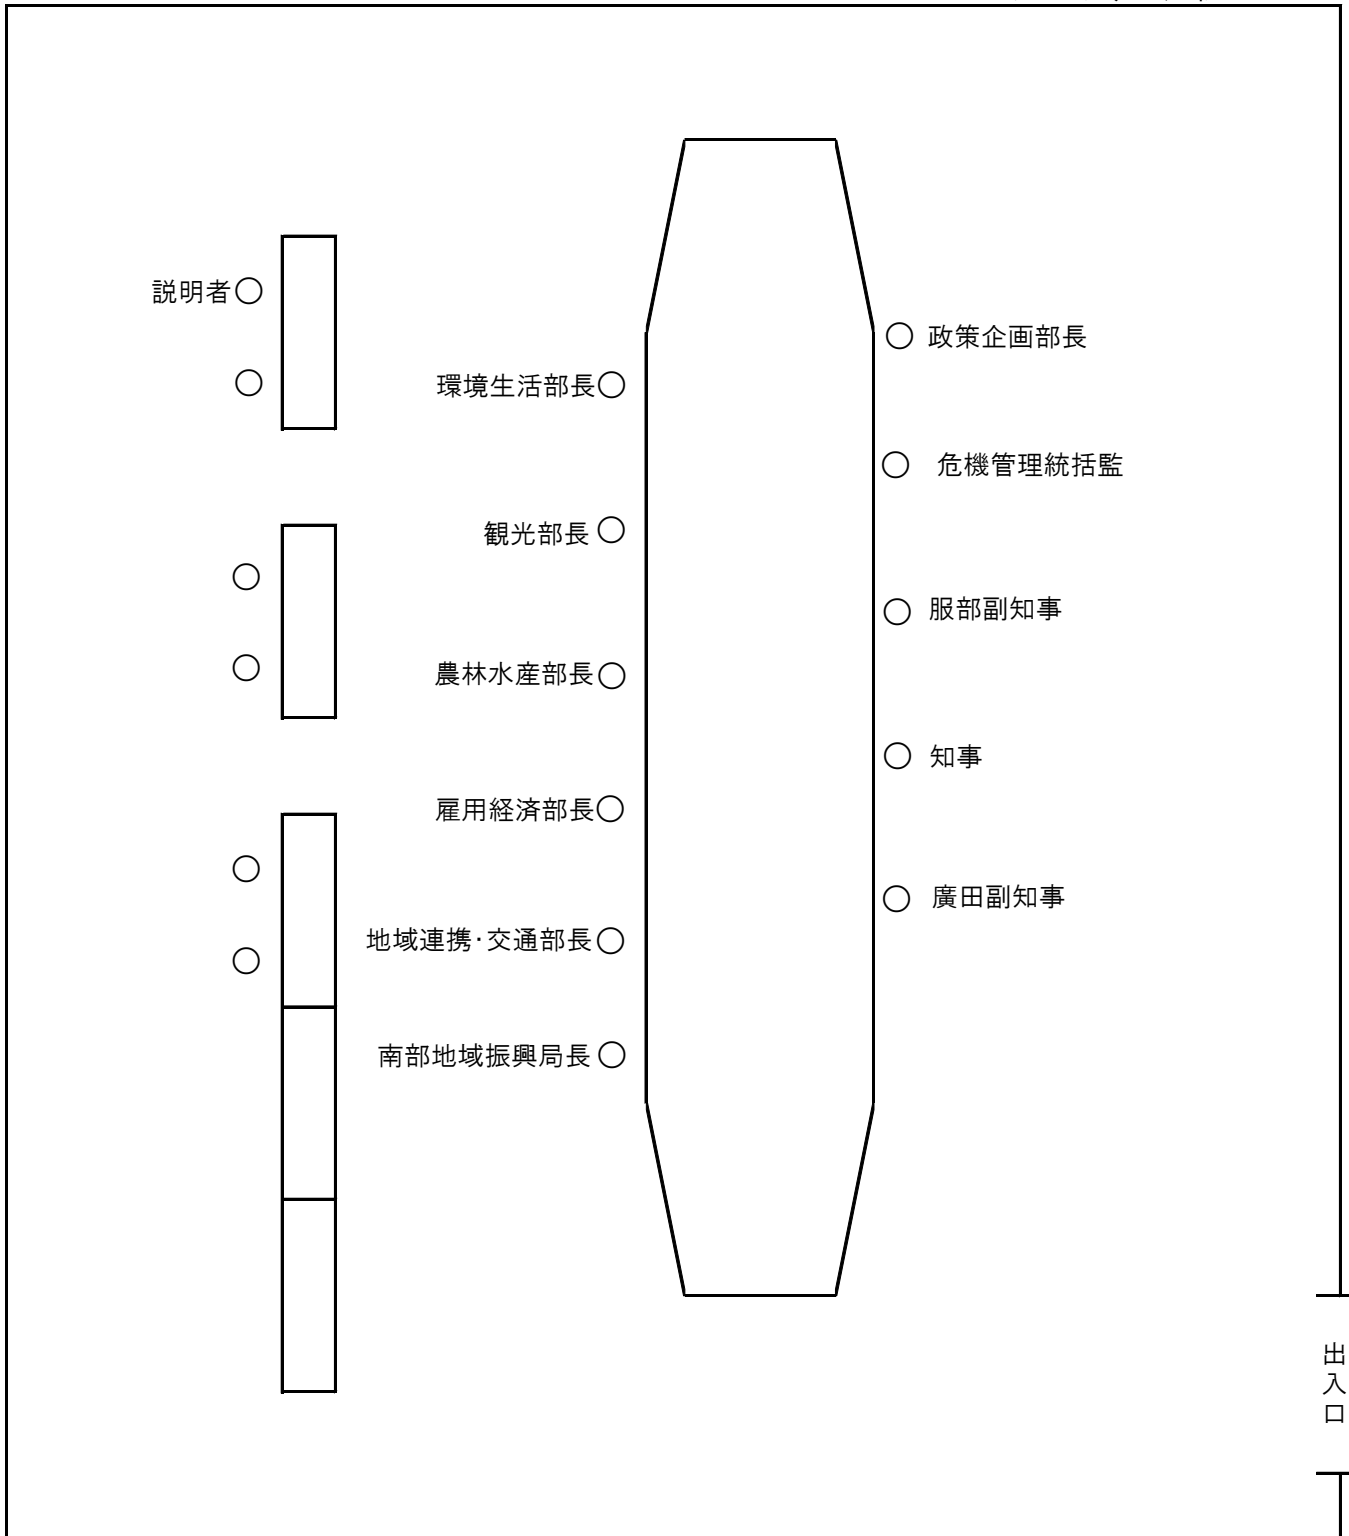 説明者
政策企画部長
環境生活部長
危機管理統括監
観光部長
服部副知事
農林水産部長
知事
雇用経済部長
廣田副知事
地域連携・交通部長
南部地域振興局長
出入口